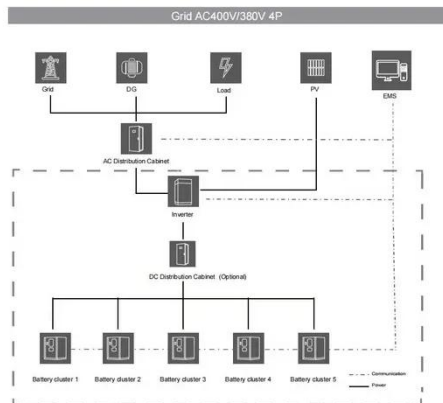 Grid AC400V/380V 4P
Grid
DG
Load
PV
EMS
AC Distribution Cabinet
Inverter
DC Distribution Cabinet (Optional)
Battery cluster 1
Battery cluster 2
Battery cluster 3
Battery cluster 4
Battery cluster 5
Communication
Power